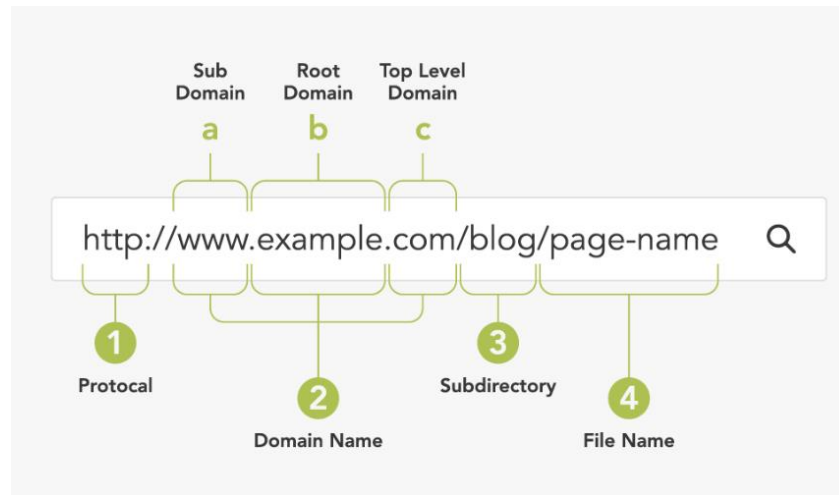 Sub
Domain
Root
Domain
Top Level
Domain
a
b
c
http://www.example.com/blog/page-name
1
Protocal
2
Domain Name
3
Subdirectory
4
File Name